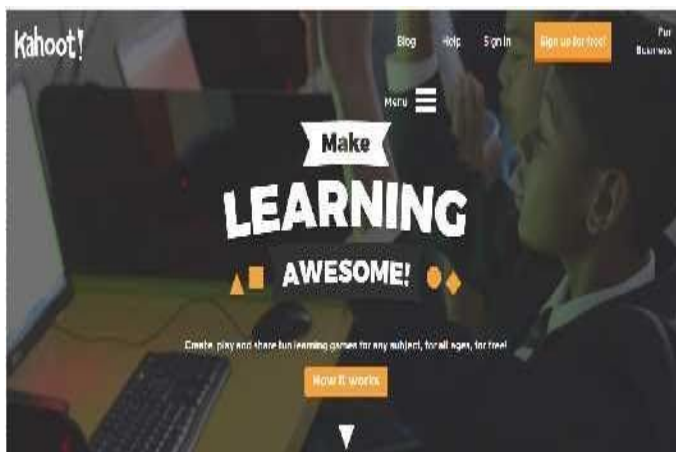 Kahoot!
Blog Help Sign in Sign up for free! For
Business
Menu
Make
LEARNING
AWESOME!
Create, play and share fun learning games for any subject, for all ages, for free!
How it works